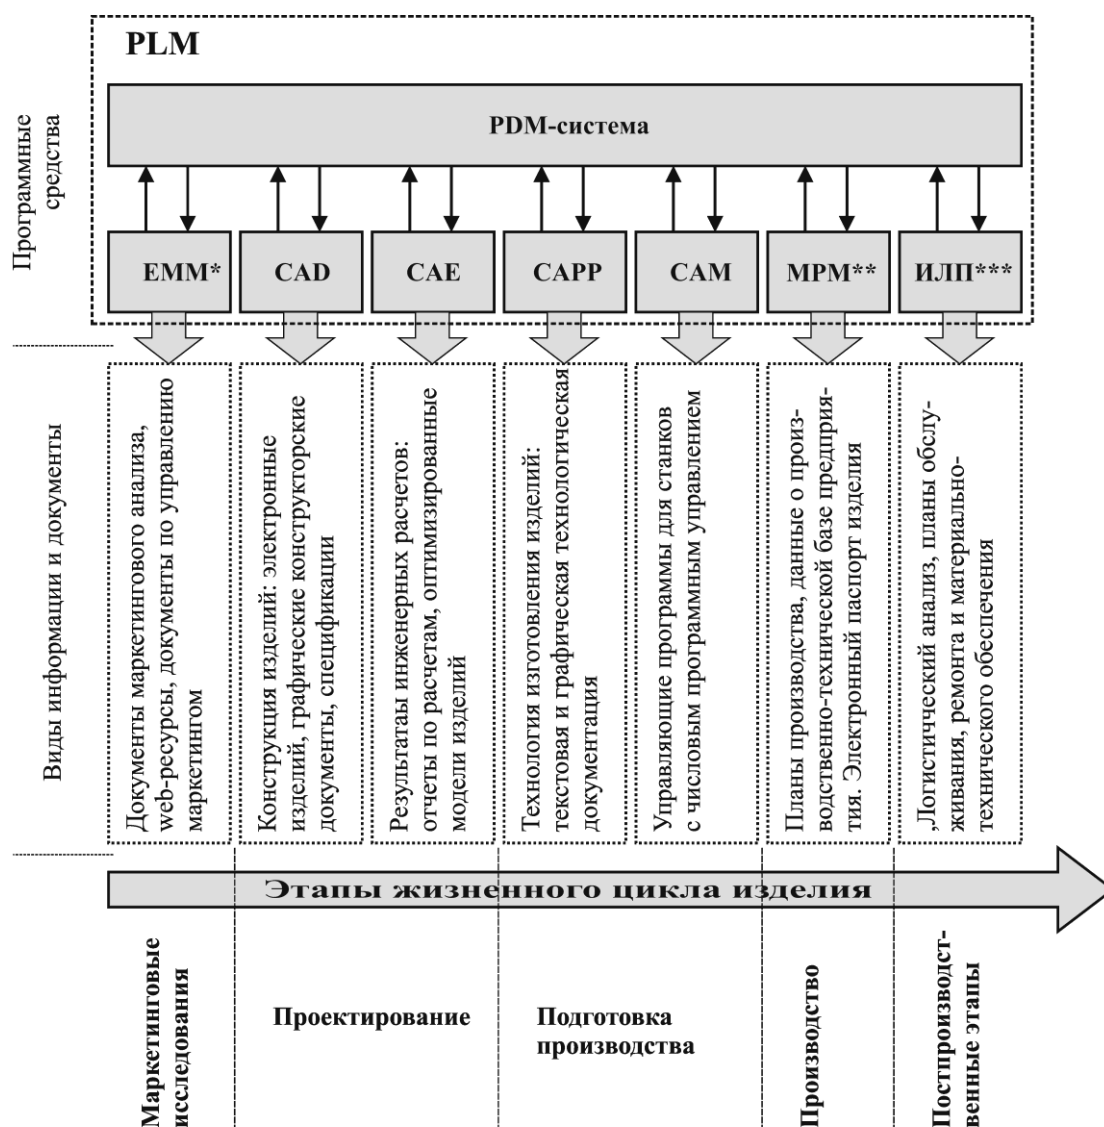 PLM
Программные
средства
PDM-система
EMM*
CAD
CAE
CAPP
CAM
MPM**
ИЛП***
Виды информации и документы
Документы маркетингового анализа,
web-ресурсы, документы по управлению
маркетингом
Конструкция изделий: электронные
изделий, графические конструкторские
документы, спецификации
Результатаы инженерных расчетов:
отчеты по расчетам, оптимизированные
модели изделий
Технология изготовления изделий:
текстовая и графическая технологическая
документация
Управляющие программы для станков
с числовым программным управлением
Планы производства, данные о произ-
водственно-технической базе предприя-
тия. Электронный паспорт изделия
,Логистичческий анализ, планы обслу-
живания, ремонта и материально-
технического обеспечения
Этапы жизненного цикла изделия
Маркетинговые
исследования
Проектирование
Подготовка
производства
Производство
Постпроизводст-
венные этапы